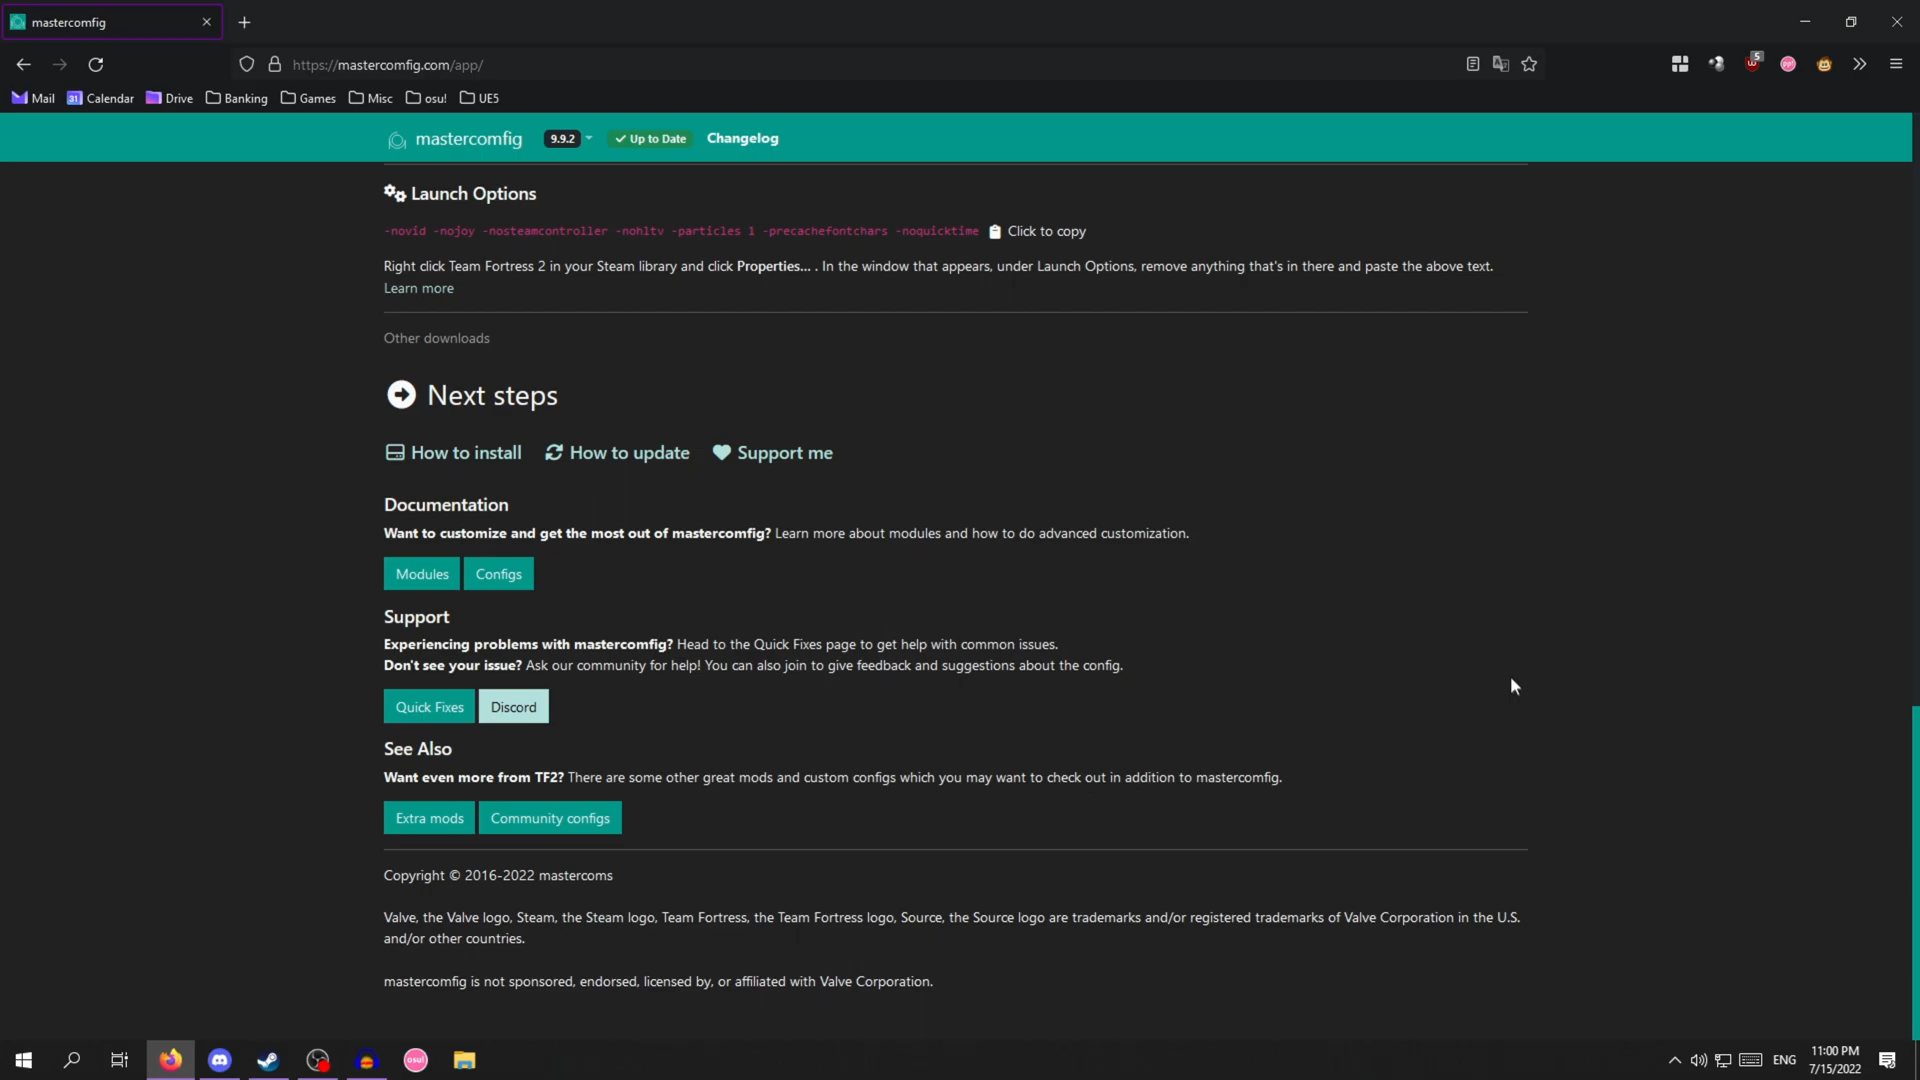 mastercomfig
https://mastercomfig.com/app/
5
Mail
31 Calendar
Drive
Banking
Games
Misc
osu!
UE5
mastercomfig
9.9.2
Up to Date
Changelog
Launch Options
-novid -nojoy -nosteamcontroller -nohltv -particles 1 -precachefontchars -noquicktime Click to copy
Right click Team Fortress 2 in your Steam library and click Properties... . In the window that appears, under Launch Options, remove anything that's in there and paste the above text.
Learn more
Other downloads
Next steps
How to install How to update Support me
Documentation
Want to customize and get the most out of mastercomfig? Learn more about modules and how to do advanced customization.
Modules Configs
Support
Experiencing problems with mastercomfig? Head to the Quick Fixes page to get help with common issues.
Don't see your issue? Ask our community for help! You can also join to give feedback and suggestions about the config.
Quick Fixes Discord
See Also
Want even more from TF2? There are some other great mods and custom configs which you may want to check out in addition to mastercomfig.
Extra mods Community configs
Copyright © 2016-2022 mastercoms
Valve, the Valve logo, Steam, the Steam logo, Team Fortress, the Team Fortress logo, Source, the Source logo are trademarks and/or registered trademarks of Valve Corporation in the U.S.
and/or other countries.
mastercomfig is not sponsored, endorsed, licensed by, or affiliated with Valve Corporation.
osu!
ENG
11:00 PM
7/15/2022